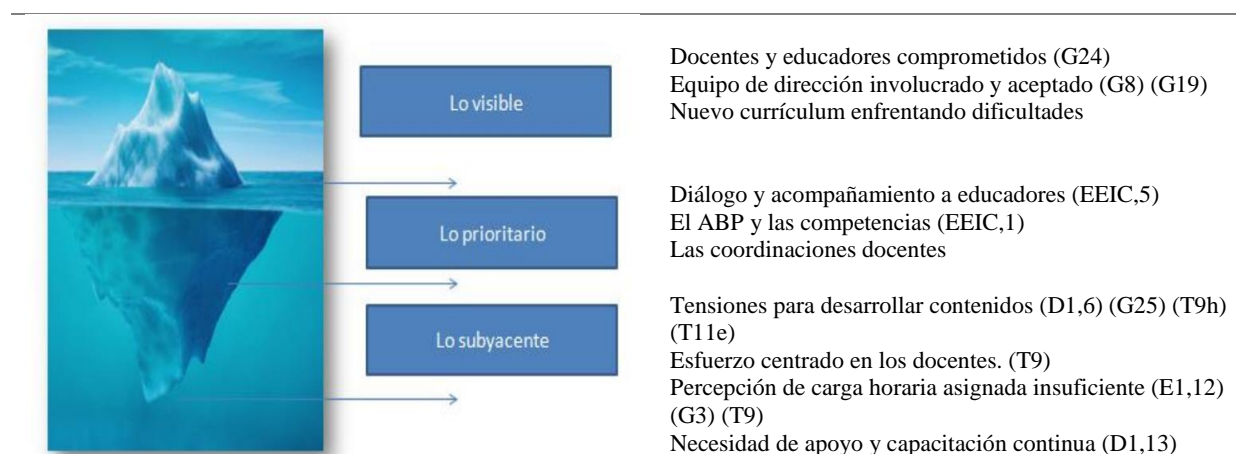 Lo visible
Docentes y educadores comprometidos (G24)
Equipo de dirección involucrado y aceptado (G8) (G19)
Nuevo currículum enfrentando dificultades
Lo prioritario
Diálogo y acompañamiento a educadores (EEIC,5)
El ABP y las competencias (EEIC,1)
Las coordinaciones docentes
Lo subyacente
Tensiones para desarrollar contenidos (D1,6) (G25) (T9h)
(T11e)
Esfuerzo centrado en los docentes. (T9)
Percepción de carga horaria asignada insuficiente (E1,12)
(G3) (T9)
Necesidad de apoyo y capacitación continua (D1,13)